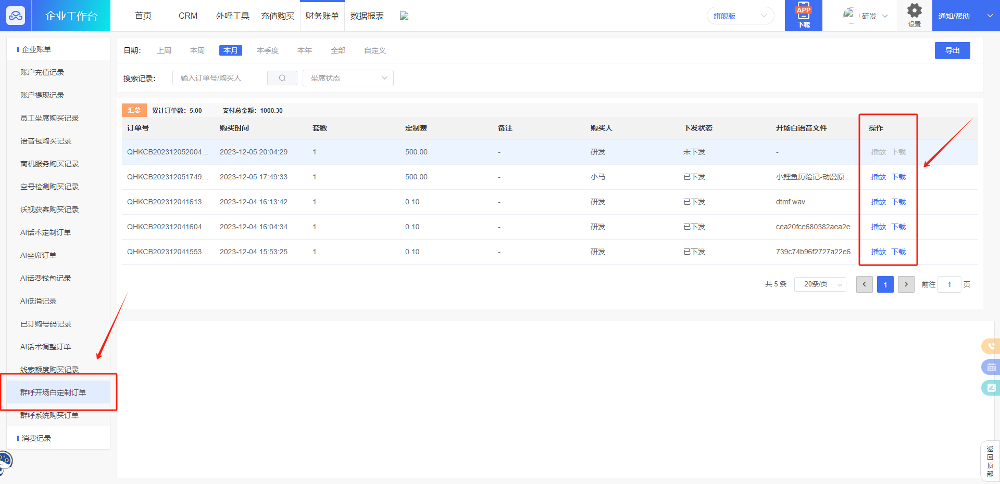 企业工作台
首页
CRM
外呼工具
充值购买
财务账单
数据报表
旗舰版
APP
下载
研发
设置
通知/帮助
企业账单
账户充值记录
账户提现记录
员工坐席购买记录
语音包购买记录
商机服务购买记录
空号检测购买记录
沃视获客购买记录
AI话术定制订单
AI坐席订单
AI话费钱包记录
AI低消记录
已订购号码记录
AI话术调整订单
线索额度购买记录
群呼开场白定制订单
群呼系统购买订单
消费记录
日期： 上周 本周 本月 本季度 本年 全部 自定义
导出
搜索记录： 输入订单号/购买人 坐席状态
汇总 累计订单数：5.00 支付总金额：1000.30
订单号 购买时间 套数 定制费 备注 购买人 下发状态 开场白语音文件 操作
QHKCB202312052004... 2023-12-05 20:04:29 1 500.00 - 研发 未下发 - 播放 下载
QHKCB202312051749... 2023-12-05 17:49:33 1 500.00 - 小马 已下发 小鲤鱼历险记-动漫原... 播放 下载
QHKCB202312041613... 2023-12-04 16:13:42 1 0.10 - 研发 已下发 dtmf.wav 播放 下载
QHKCB202312041604... 2023-12-04 16:04:34 1 0.10 - 研发 已下发 cea20fce680382aea2e... 播放 下载
QHKCB202312041553... 2023-12-04 15:53:25 1 0.10 - 研发 已下发 739c74b96f2727a22e6... 播放 下载
共 5 条 20条/页 1 前往 1 页
返回顶部